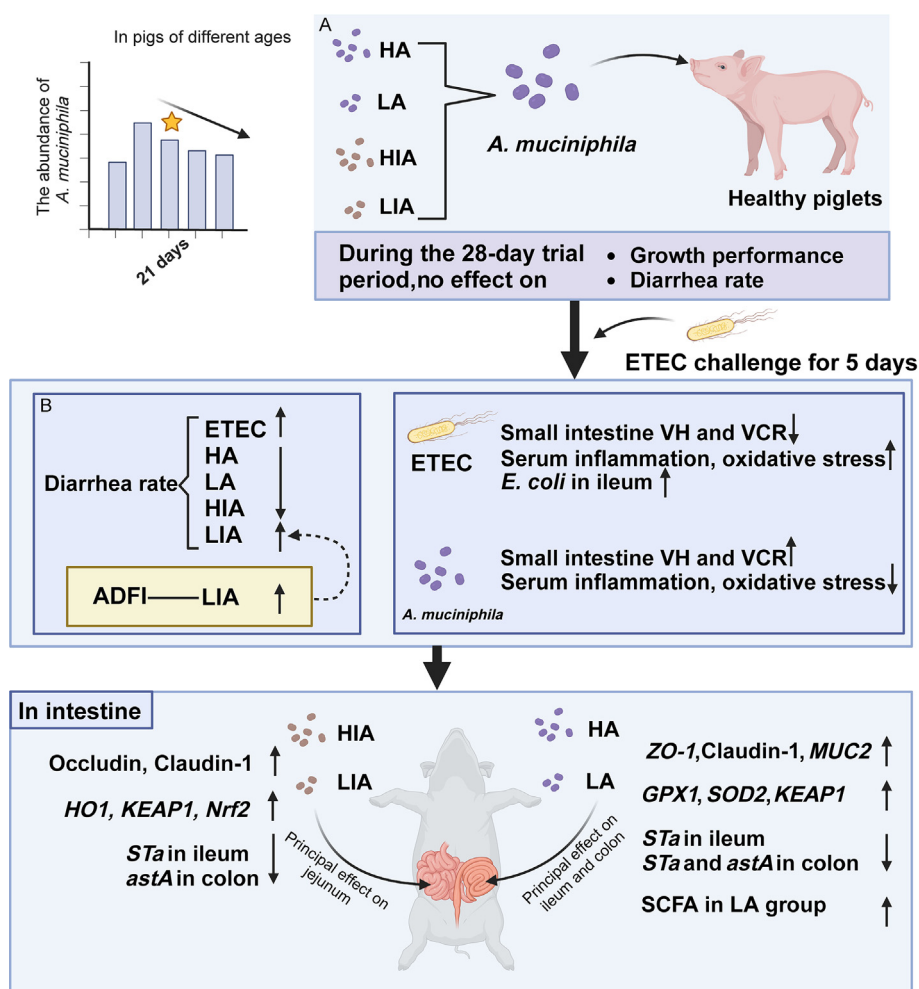 In pigs of different ages
The abundance of
A. muciniphila
21 days
A
HA
LA
HIA
LIA
A. muciniphila
Healthy piglets
During the 28-day trial
period,no effect on
• Growth performance
• Diarrhea rate
ETEC challenge for 5 days
B
Diarrhea rate
ETEC
HA
LA
HIA
LIA
ADFI
LIA
ETEC
Small intestine VH and VCR
Serum inflammation, oxidative stress
E. coli in ileum
A. muciniphila
Small intestine VH and VCR
Serum inflammation, oxidative stress
In intestine
HIA
LIA
Occludin, Claudin-1
HO1, KEAP1, Nrf2
STa in ileum
astA in colon
Principal effect on
jejunum
HA
LA
Principal effect on
ileum and colon
ZO-1,Claudin-1, MUC2
GPX1, SOD2,KEAP1
STa in ileum
STa and astA in colon
SCFA in LA group